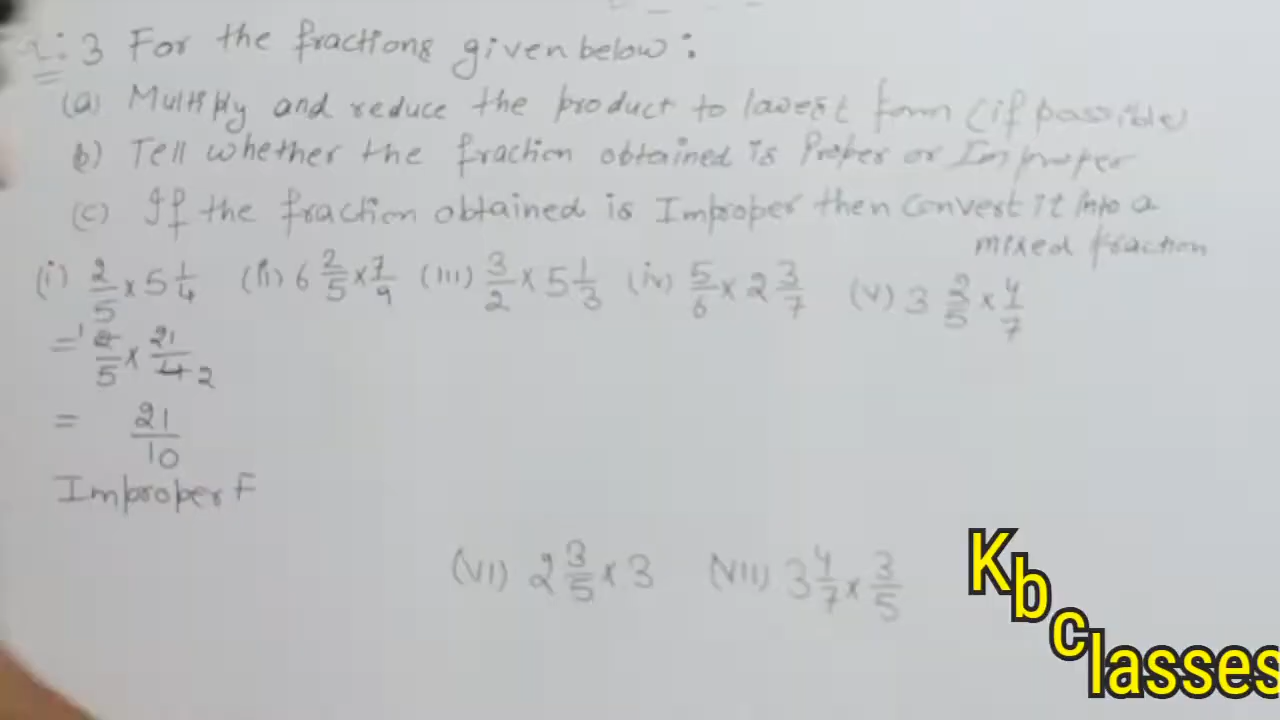 :3 For the fractions given below:
(a) Multiply and reduce the product to lowest form (if possible)
b) Tell whether the fraction obtained is Proper or Improper
(c) If the fraction obtained is Improper then Convert it into a
mixed fraction
(i) 2/5 × 5 1/4 (ii) 6 2/5 × 7/9 (III) 3/2 × 5 1/3 (iv) 5/6 × 2 3/7 (V) 3 2/5 × 4/7
= 1 2/5 × 21/4 2
= 21/10
Improper F
(VI) 2 3/5 × 3 (VII) 3 4/7 × 3/5
Kb classes